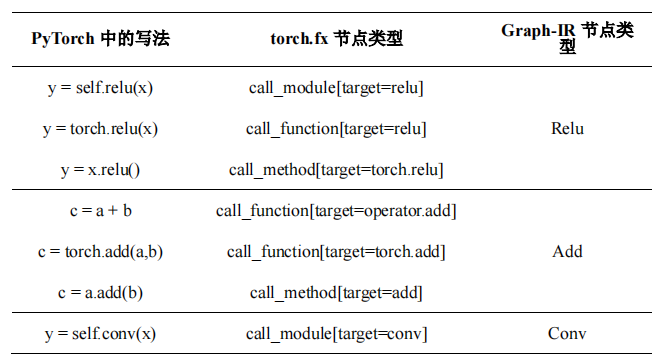 PyTorch 中的写法 torch.fx 节点类型 Graph-IR 节点类
型
y = self.relu(x) call_module[target=relu]
y = torch.relu(x) call_function[target=relu] Relu
y = x.relu() call_method[target=torch.relu]
c = a + b call_function[target=operator.add]
c = torch.add(a,b) call_function[target=torch.add] Add
c = a.add(b) call_method[target=add]
y = self.conv(x) call_module[target=conv] Conv